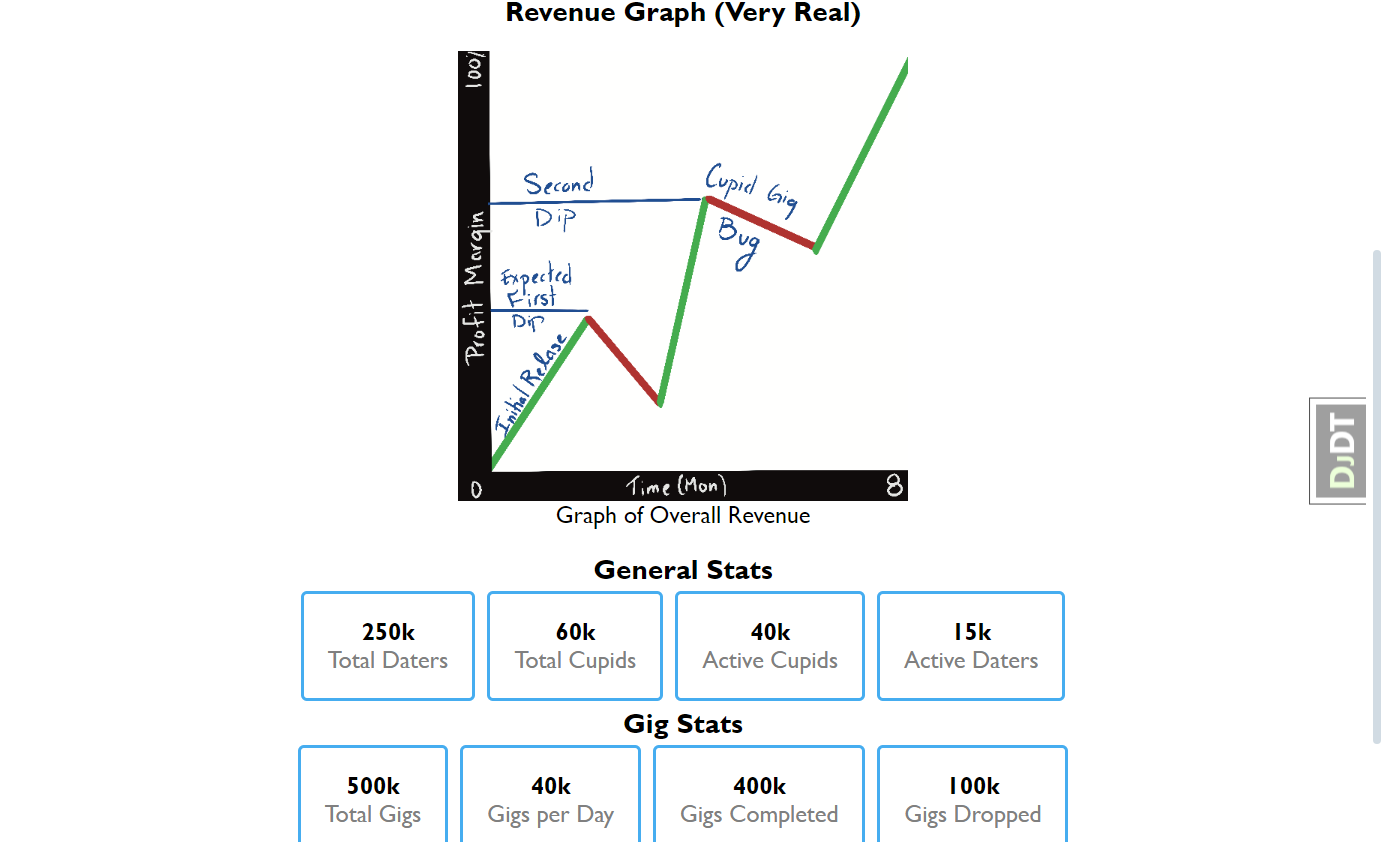 Revenue Graph (Very Real)
100%
Second
Dip
Cupid Gig
Bug
Expected
First
Dip
Initial Relase
Profit Margin
0
Time (Mon)
8
Graph of Overall Revenue
DjDT
General Stats
250k
Total Daters
60k
Total Cupids
40k
Active Cupids
15k
Active Daters
Gig Stats
500k
Total Gigs
40k
Gigs per Day
400k
Gigs Completed
100k
Gigs Dropped